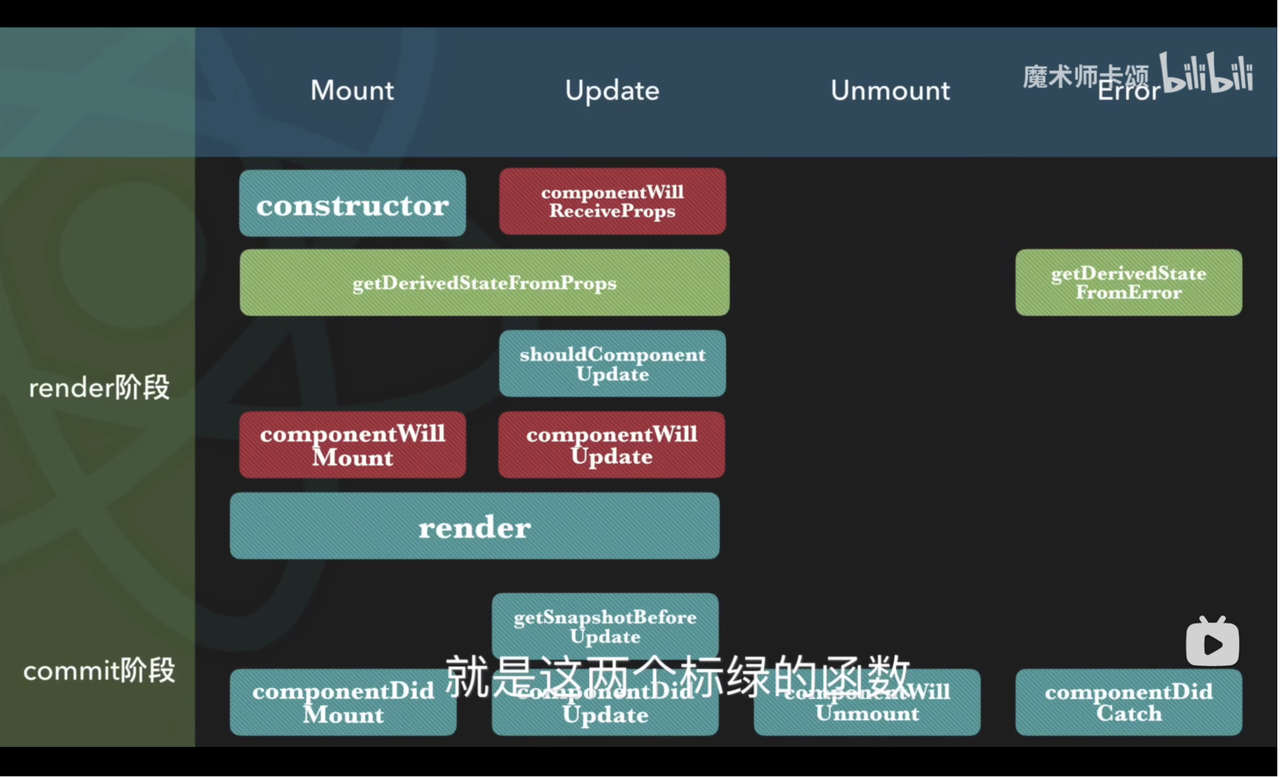 Mount
Update
Unmount
Error
魔术师卡颂
bilibili
constructor
componentWill
ReceiveProps
getDerivedStateFromProps
getDerivedState
FromError
shouldComponent
Update
render阶段
componentWill
Mount
componentWill
Update
render
getSnapshotBefore
Update
commit阶段
就是这两个标绿的函数
componentDid
Mount
componentDid
Update
componentWill
Unmount
componentDid
Catch